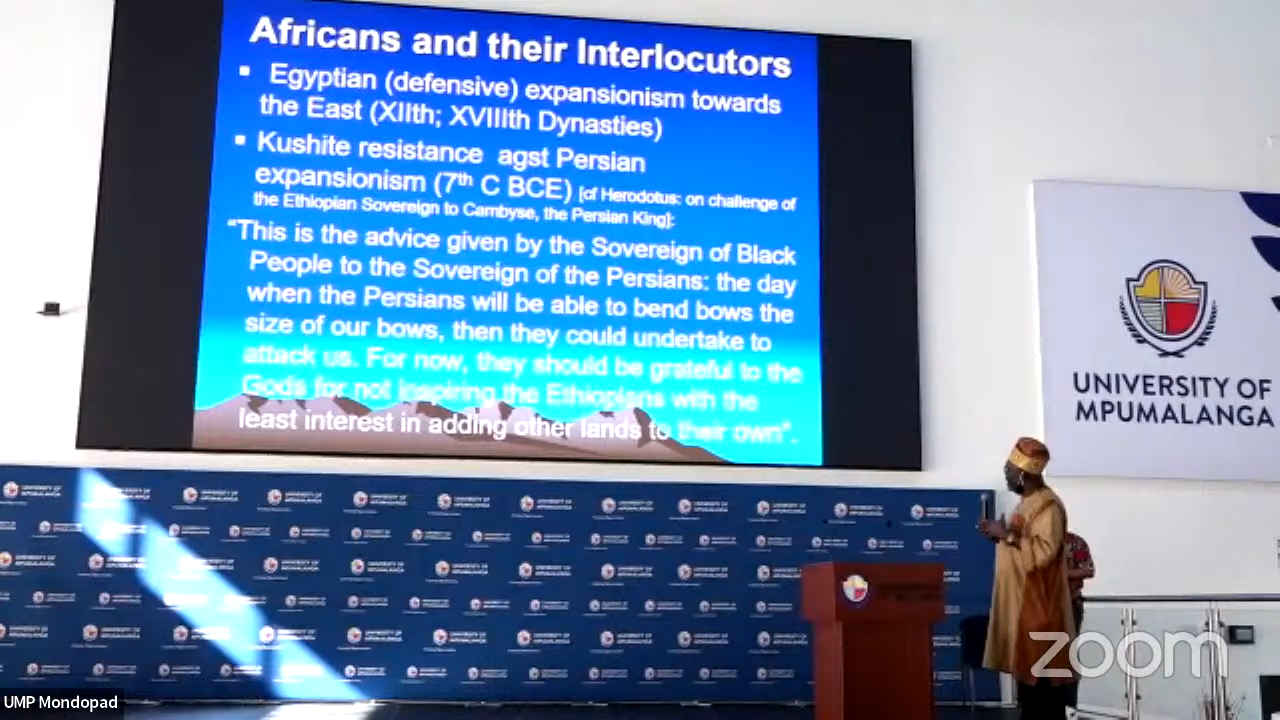 Africans and their Interlocutors
▪ Egyptian (defensive) expansionism towards
the East (XIIth; XVIIIth Dynasties)
▪ Kushite resistance agst Persian
expansionism (7th C BCE) [cf Herodotus: on challenge of
the Ethiopian Sovereign to Cambyse, the Persian King]:
“This is the advice given by the Sovereign of Black
People to the Sovereign of the Persians: the day
when the Persians will be able to bend bows the
size of our bows, then they could undertake to
attack us. For now, they should be grateful to the
Gods for not inspiring the Ethiopians with the
least interest in adding other lands to their own”.
UNIVERSITY OF
MPUMALANGA
UNIVERSITY OF
MPUMALANGA
zoom
UMP Mondopad